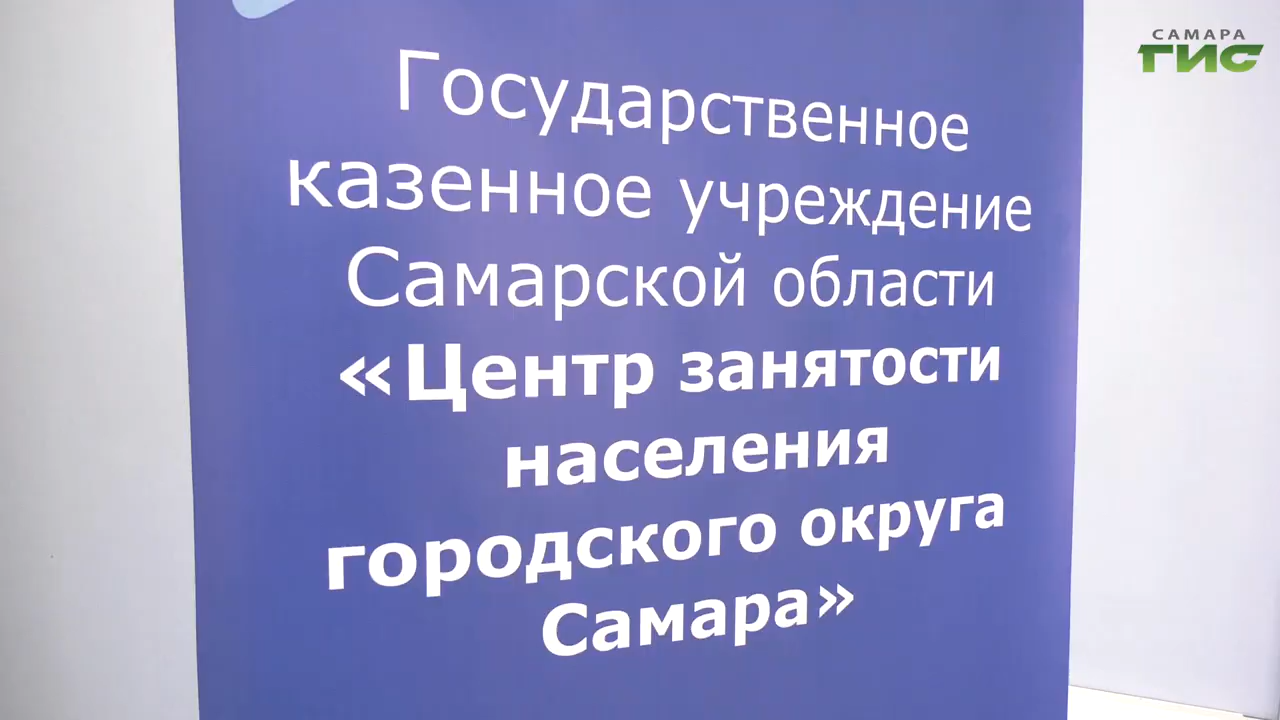 САМАРА
ГИС
Государственное
казенное учреждение
Самарской области
«Центр занятости
населения
городского округа
Самара»